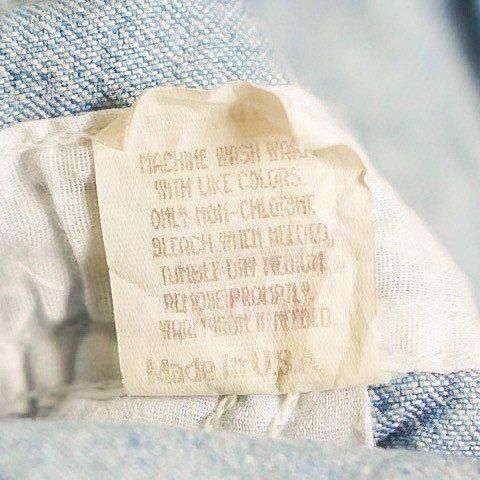 MACHINE WASH WARM
WITH LIKE COLORS.
ONLY NON-CHLORINE
BLEACH WHEN NEEDED,
TUMBLE DRY MEDIUM,
REMOVE PROMPTLY,
WARM IRON IF NEEDED.
Made in U.S.A.